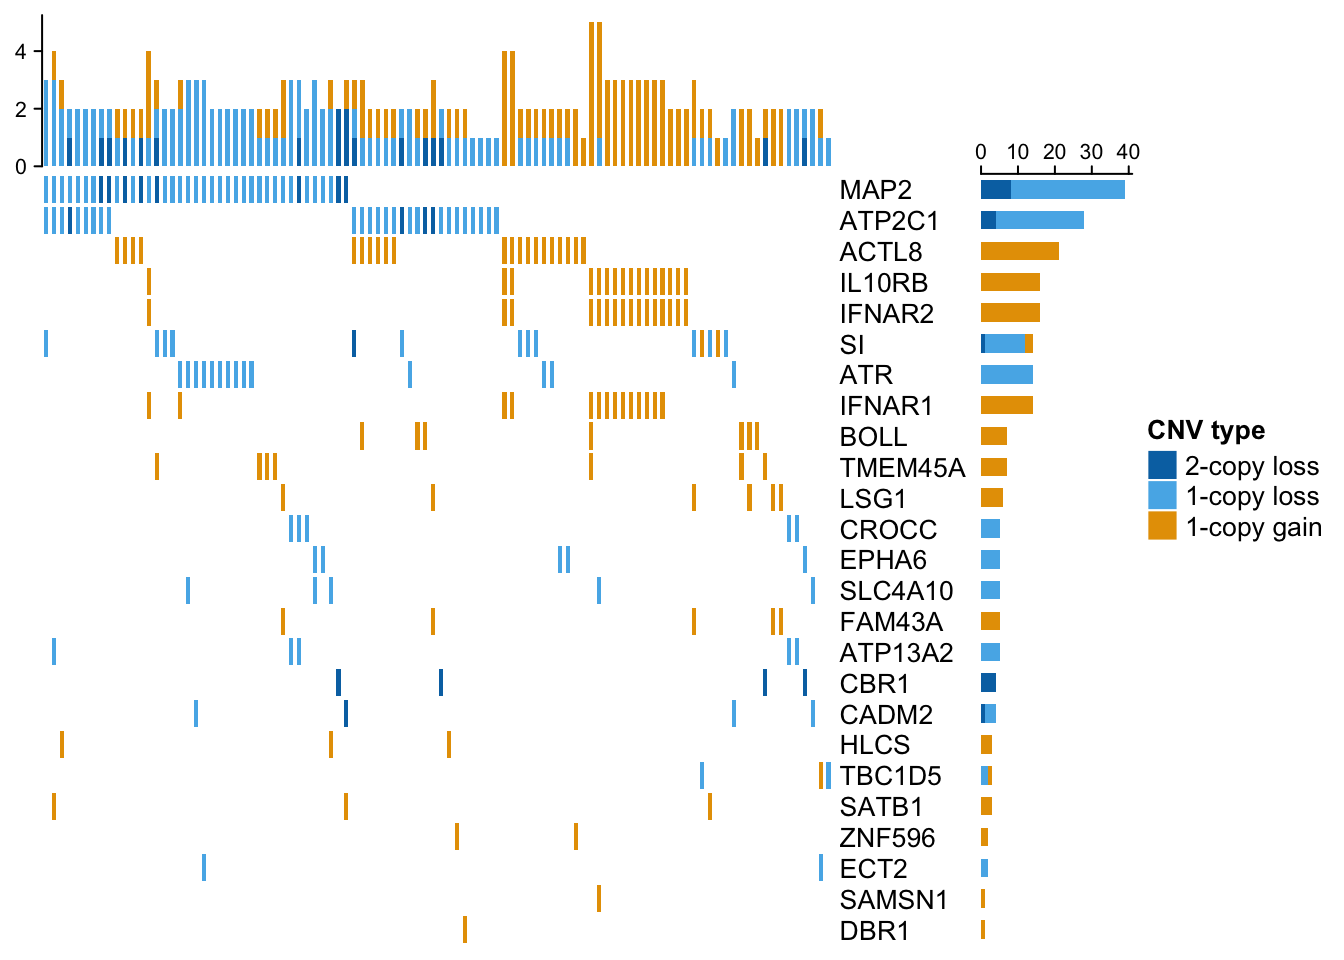 4
2
0
0 10 20 30 40
MAP2
ATP2C1
ACTL8
IL10RB
IFNAR2
SI
ATR
IFNAR1
BOLL
TMEM45A
LSG1
CROCC
EPHA6
SLC4A10
FAM43A
ATP13A2
CBR1
CADM2
HLCS
TBC1D5
SATB1
ZNF596
ECT2
SAMSN1
DBR1
CNV type
2-copy loss
1-copy loss
1-copy gain